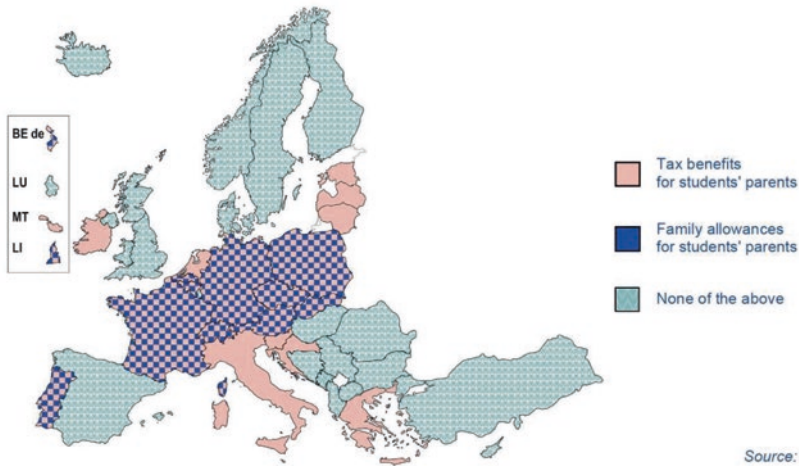 BE de
LU
MT
LI
Tax benefits
for students' parents
Family allowances
for students' parents
None of the above
Source: